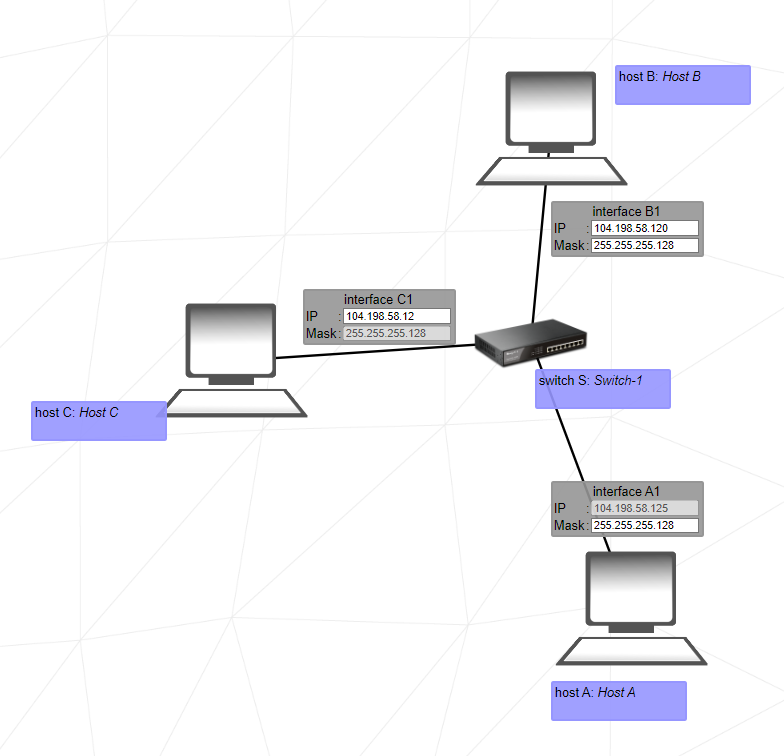 host B: Host B
interface B1
IP : 104.198.58.120
Mask : 255.255.255.128
interface C1
IP : 104.198.58.12
Mask : 255.255.255.128
switch S: Switch-1
host C: Host C
interface A1
IP : 104.198.58.125
Mask : 255.255.255.128
host A: Host A